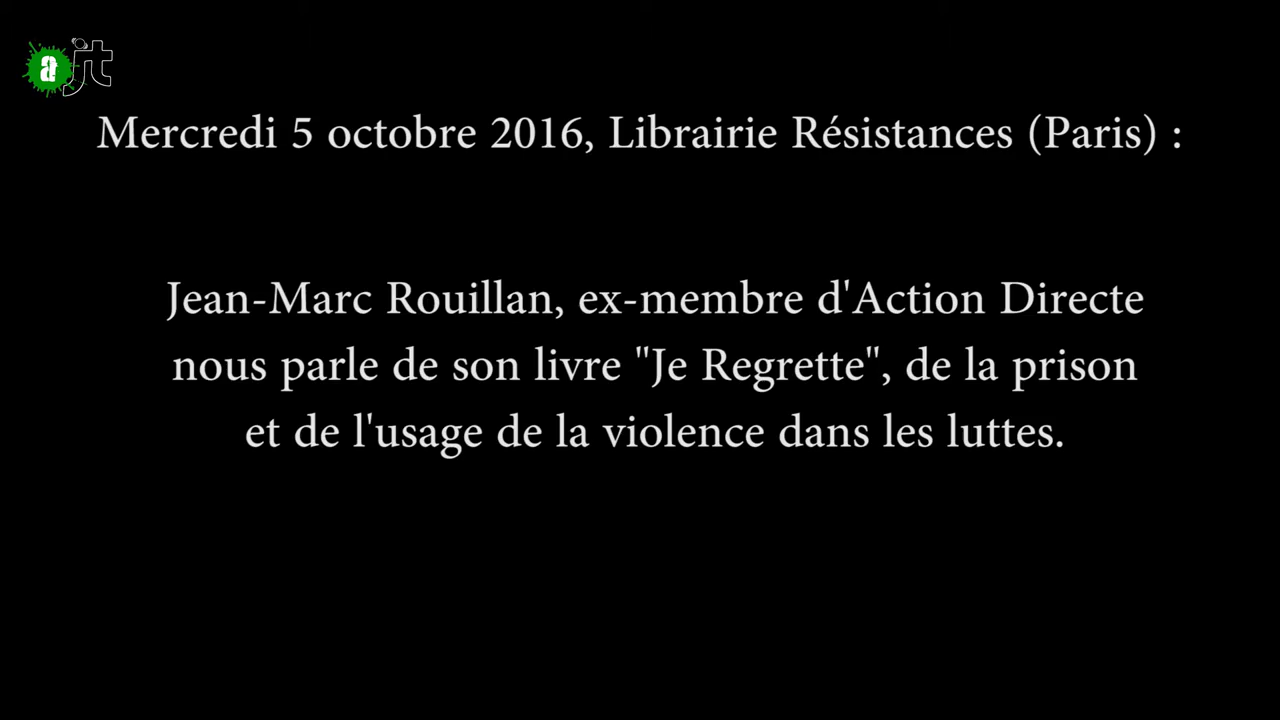 ajt
Mercredi 5 octobre 2016, Librairie Résistances (Paris) :
Jean-Marc Rouillan, ex-membre d'Action Directe
nous parle de son livre "Je Regrette", de la prison
et de l'usage de la violence dans les luttes.